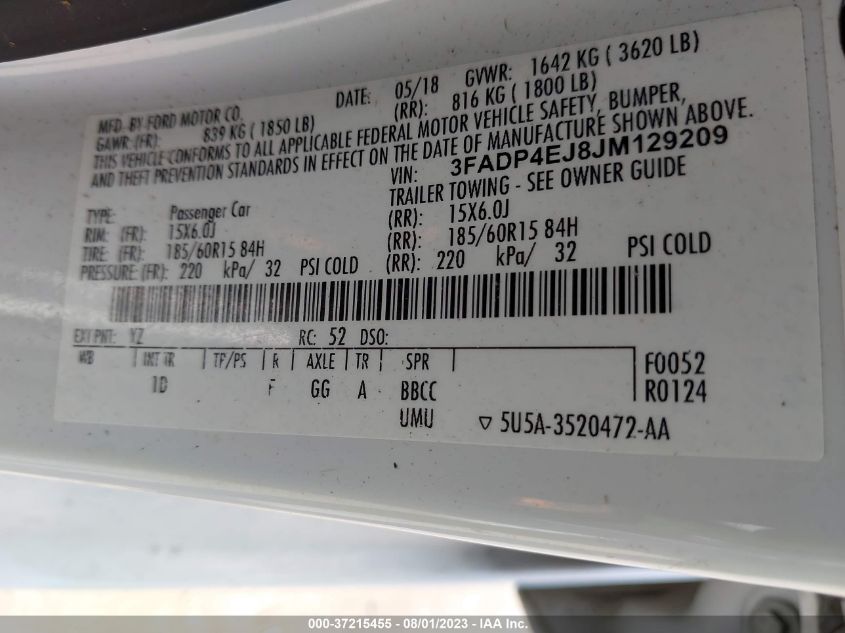 MFD. BY FORD MOTOR CO. DATE: 05/18 GVWR: 1642 KG ( 3620 LB)
GAWR: (FR): 839 KG ( 1850 LB) (RR): 816 KG ( 1800 LB)
THIS VEHICLE CONFORMS TO ALL APPLICABLE FEDERAL MOTOR VEHICLE SAFETY, BUMPER,
AND THEFT PREVENTION STANDARDS IN EFFECT ON THE DATE OF MANUFACTURE SHOWN ABOVE.
VIN: 3FADP4EJ8JM129209
TYPE: Passenger Car TRAILER TOWING - SEE OWNER GUIDE
RIM: (FR): 15X6.0J (RR): 15X6.0J
TIRE: (FR): 185/60R15 84H (RR): 185/60R15 84H
PRESSURE: (FR): 220 kPa/ 32 PSI COLD (RR): 220 kPa/ 32 PSI COLD
EXT PNT: YZ RC: 52 DSO:
WB INT TR TP/PS R AXLE TR SPR F0052
1D F GG A BBCC R0124
UMU 5U5A-3520472-AA
000-37215455 - 08/01/2023 - IAA Inc.